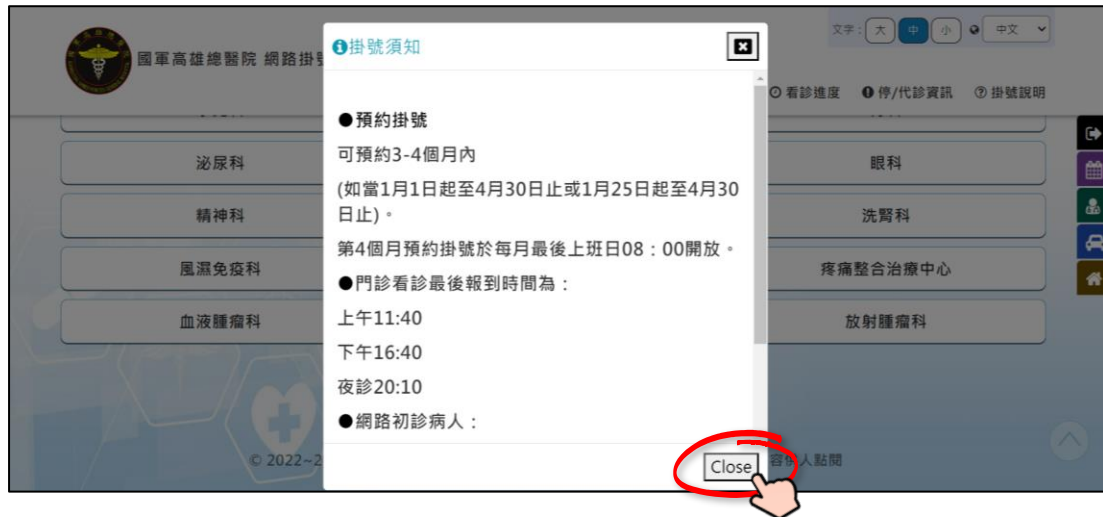 文字：大 中 小 中文
國軍高雄總醫院 網路掛號
看診進度 停/代診資訊 掛號說明
掛號須知
●預約掛號
可預約3-4個月內
(如當1月1日起至4月30日止或1月25日起至4月30
日止)。
第4個月預約掛號於每月最後上班日08：00開放。
●門診看診最後報到時間為：
上午11:40
下午16:40
夜診20:10
●網路初診病人：
Close
泌尿科
眼科
精神科
洗腎科
風濕免疫科
疼痛整合治療中心
血液腫瘤科
放射腫瘤科
© 2022~2
人點閱